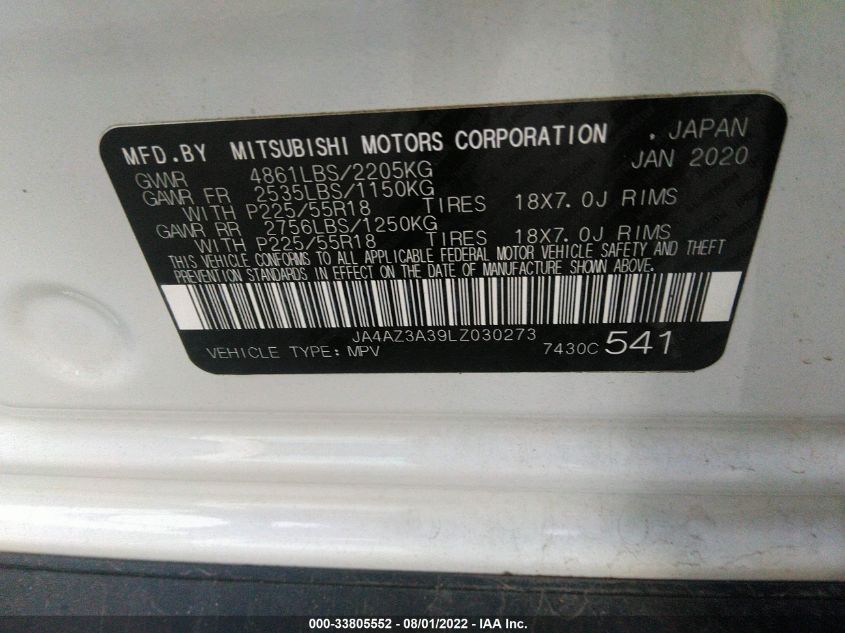 MFD.BY MITSUBISHI MOTORS CORPORATION . JAPAN
GWWR 4861LBS/2205KG JAN 2020
GAWR FR 2535LBS/1150KG
WITH P225/55R18 TIRES 18X7.0J RIMS
GAWR RR 2756LBS/1250KG
WITH P225/55R18 TIRES 18X7.0J RIMS
THIS VEHICLE CONFORMS TO ALL APPLICABLE FEDERAL MOTOR VEHICLE SAFETY AND THEFT
PREVENTION STANDARDS IN EFFECT ON THE DATE OF MANUFACTURE SHOWN ABOVE.
JA4AZ3A39LZ030273
VEHICLE TYPE: MPV 7430C 541
000-33805552 - 08/01/2022 - IAA Inc.